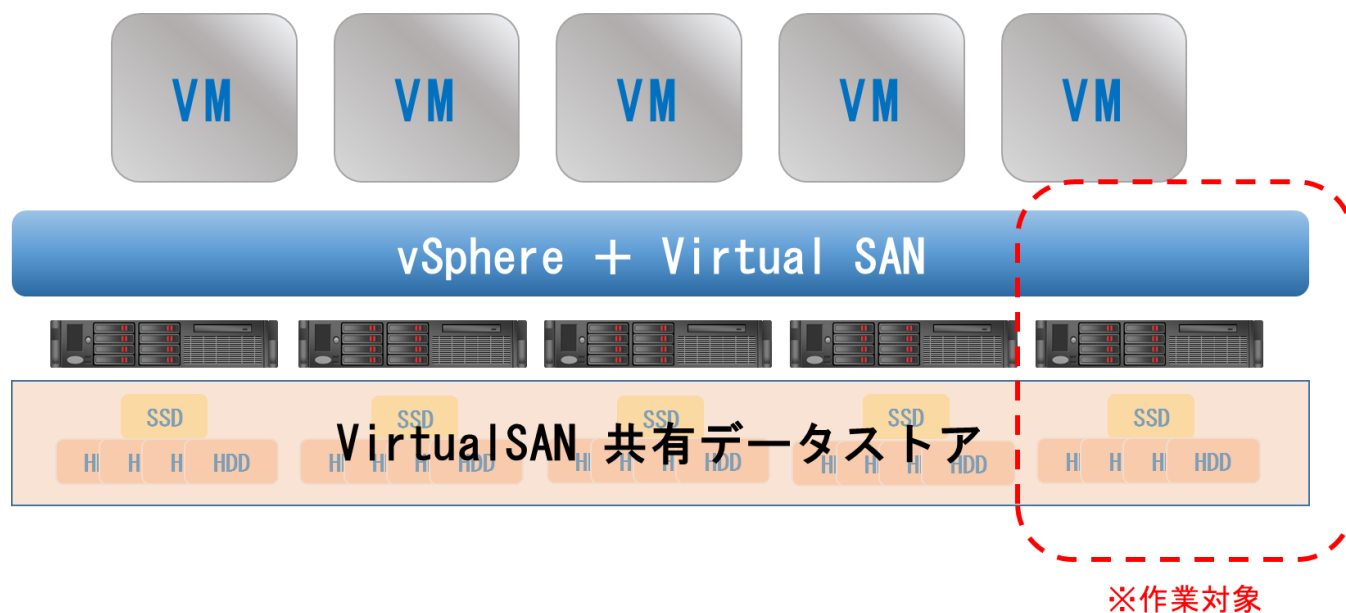 VM VM VM VM VM
vSphere ＋ Virtual SAN
SSD SSD SSD SSD SSD
VirtualSAN 共有データストア
H H H HDD H H H HDD H H H HDD H H H HDD H H H HDD
※作業対象